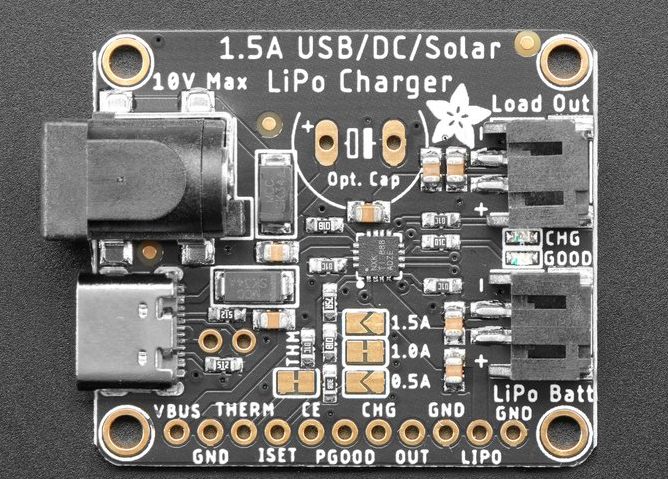 1.5A USB/DC/Solar
10V Max LiPo Charger
Load Out
+
-
Opt. Cap
+
CHG
GOOD
-
1.5A
1.0A
0.5A
THM
+
LiPo Batt
VBUS THERM CE CHG GND GND
GND ISET PGOOD OUT LIPO